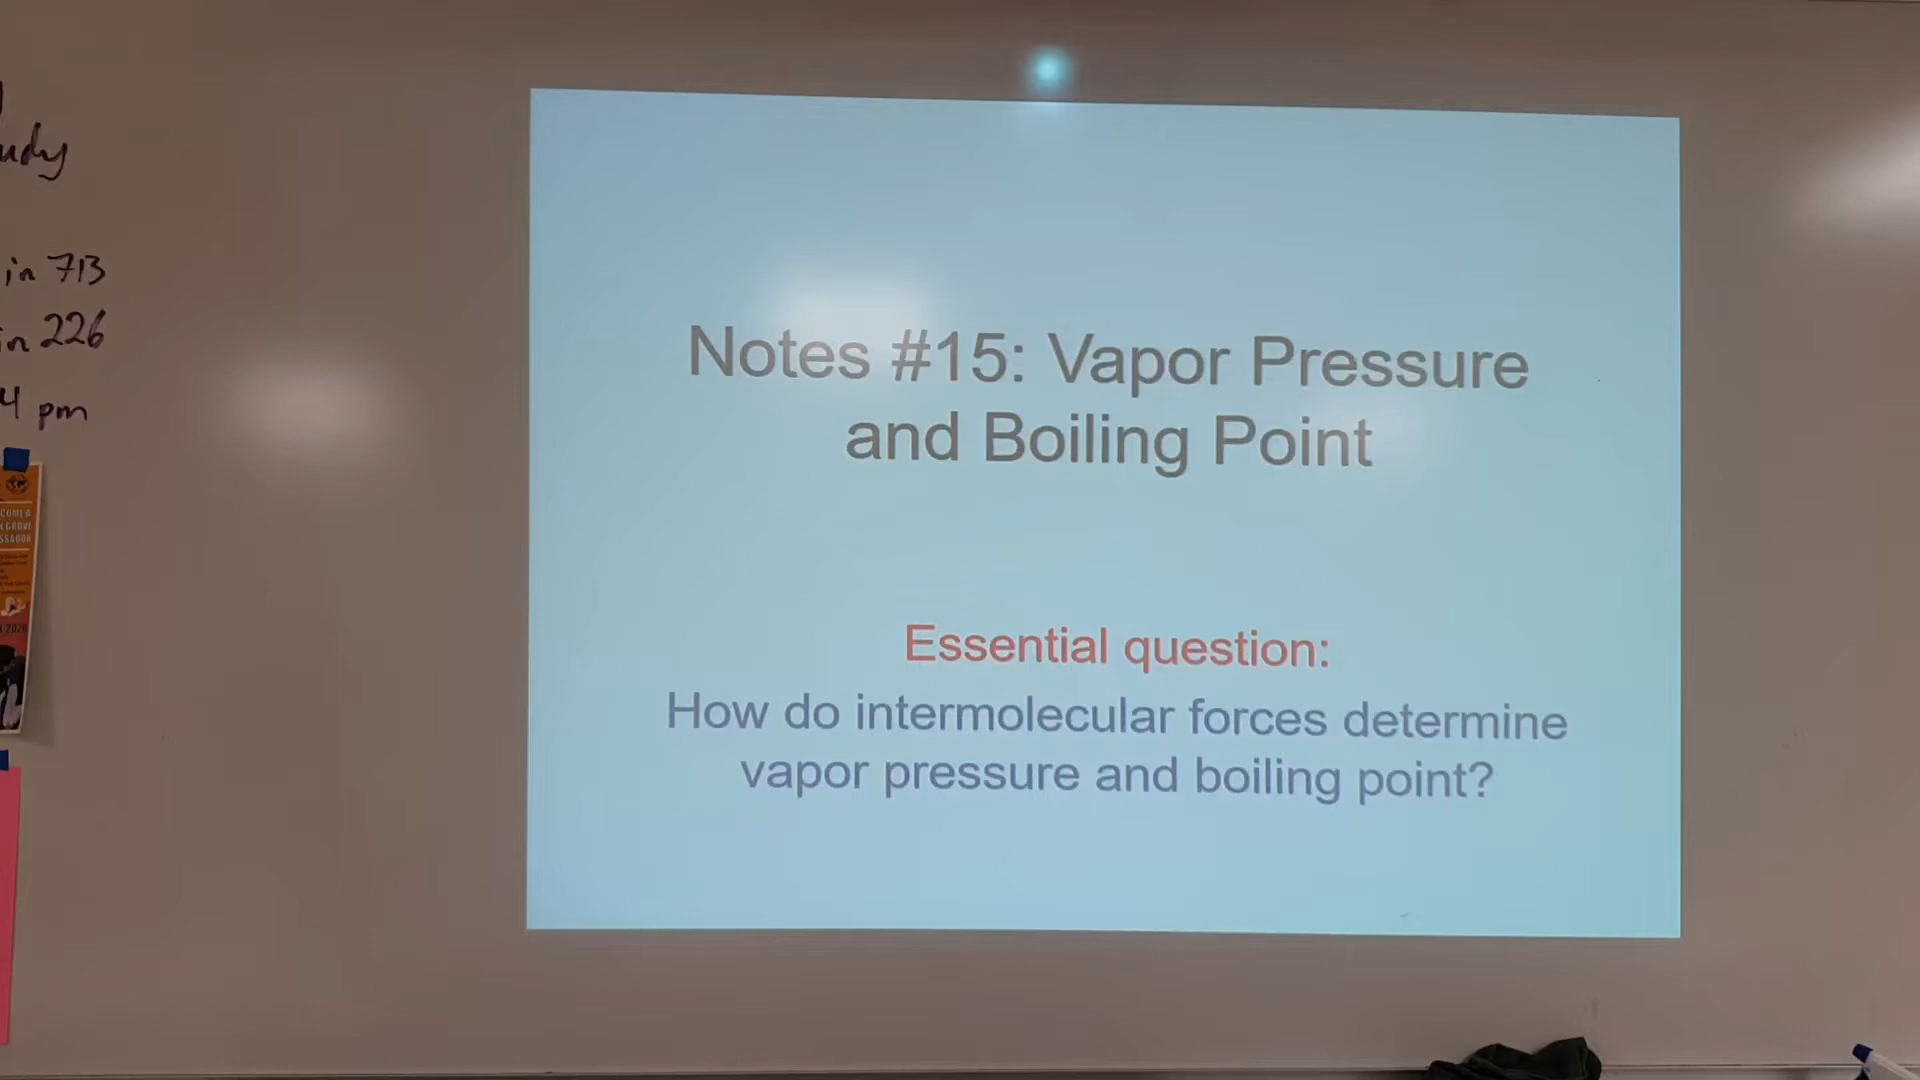 in 713
in 226
4 pm
Notes #15: Vapor Pressure
and Boiling Point
Essential question:
How do intermolecular forces determine
vapor pressure and boiling point?